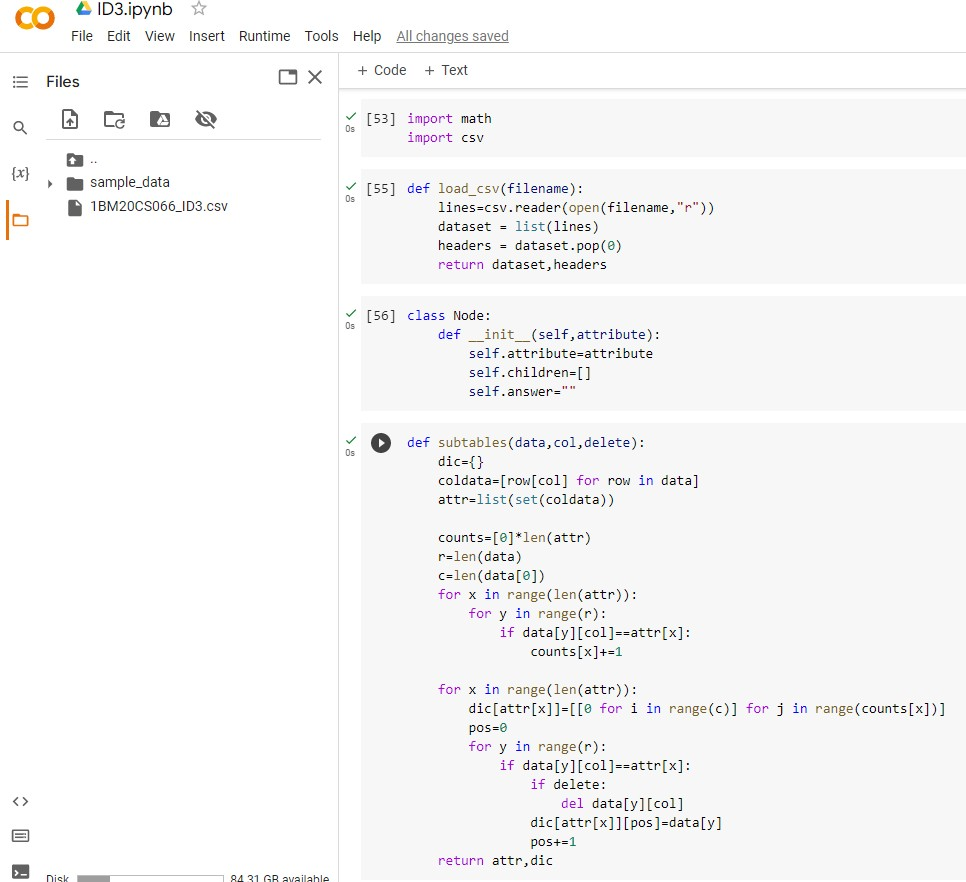 ID3.ipynb
File Edit View Insert Runtime Tools Help All changes saved
Files
..
sample_data
1BM20CS066_ID3.csv
{x}
Disk 84.31 GB available
+ Code + Text
0s [53] import math
import csv
0s [55] def load_csv(filename):
lines=csv.reader(open(filename,"r"))
dataset = list(lines)
headers = dataset.pop(0)
return dataset,headers
0s [56] class Node:
def __init__(self,attribute):
self.attribute=attribute
self.children=[]
self.answer=""
0s def subtables(data,col,delete):
dic={}
coldata=[row[col] for row in data]
attr=list(set(coldata))
counts=[0]*len(attr)
r=len(data)
c=len(data[0])
for x in range(len(attr)):
for y in range(r):
if data[y][col]==attr[x]:
counts[x]+=1
for x in range(len(attr)):
dic[attr[x]]=[[0 for i in range(c)] for j in range(counts[x])]
pos=0
for y in range(r):
if data[y][col]==attr[x]:
if delete:
del data[y][col]
dic[attr[x]][pos]=data[y]
pos+=1
return attr,dic